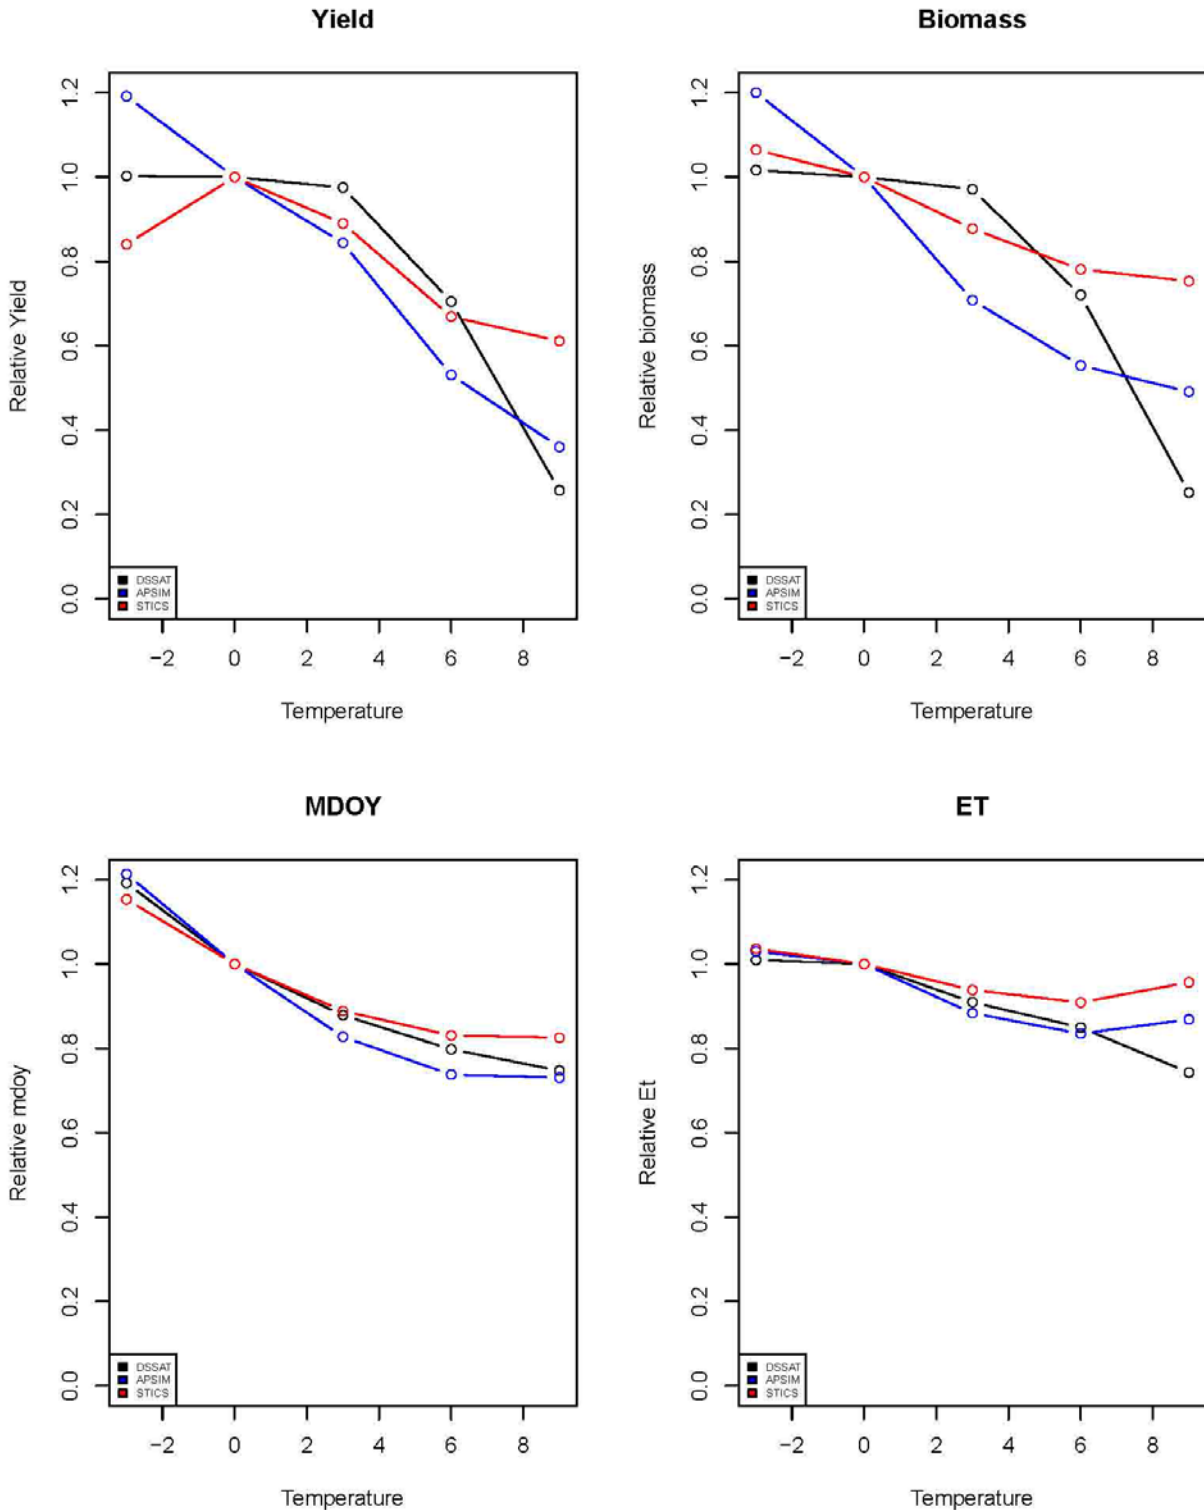 Yield
Relative Yield
1.2
1.0
0.8
0.6
0.4
0.2
0.0
DSSAT
APSIM
STICS
−2 0 2 4 6 8
Temperature
Biomass
Relative biomass
1.2
1.0
0.8
0.6
0.4
0.2
0.0
DSSAT
APSIM
STICS
−2 0 2 4 6 8
Temperature
MDOY
Relative mdoy
1.2
1.0
0.8
0.6
0.4
0.2
0.0
DSSAT
APSIM
STICS
−2 0 2 4 6 8
Temperature
ET
Relative Et
1.2
1.0
0.8
0.6
0.4
0.2
0.0
DSSAT
APSIM
STICS
−2 0 2 4 6 8
Temperature